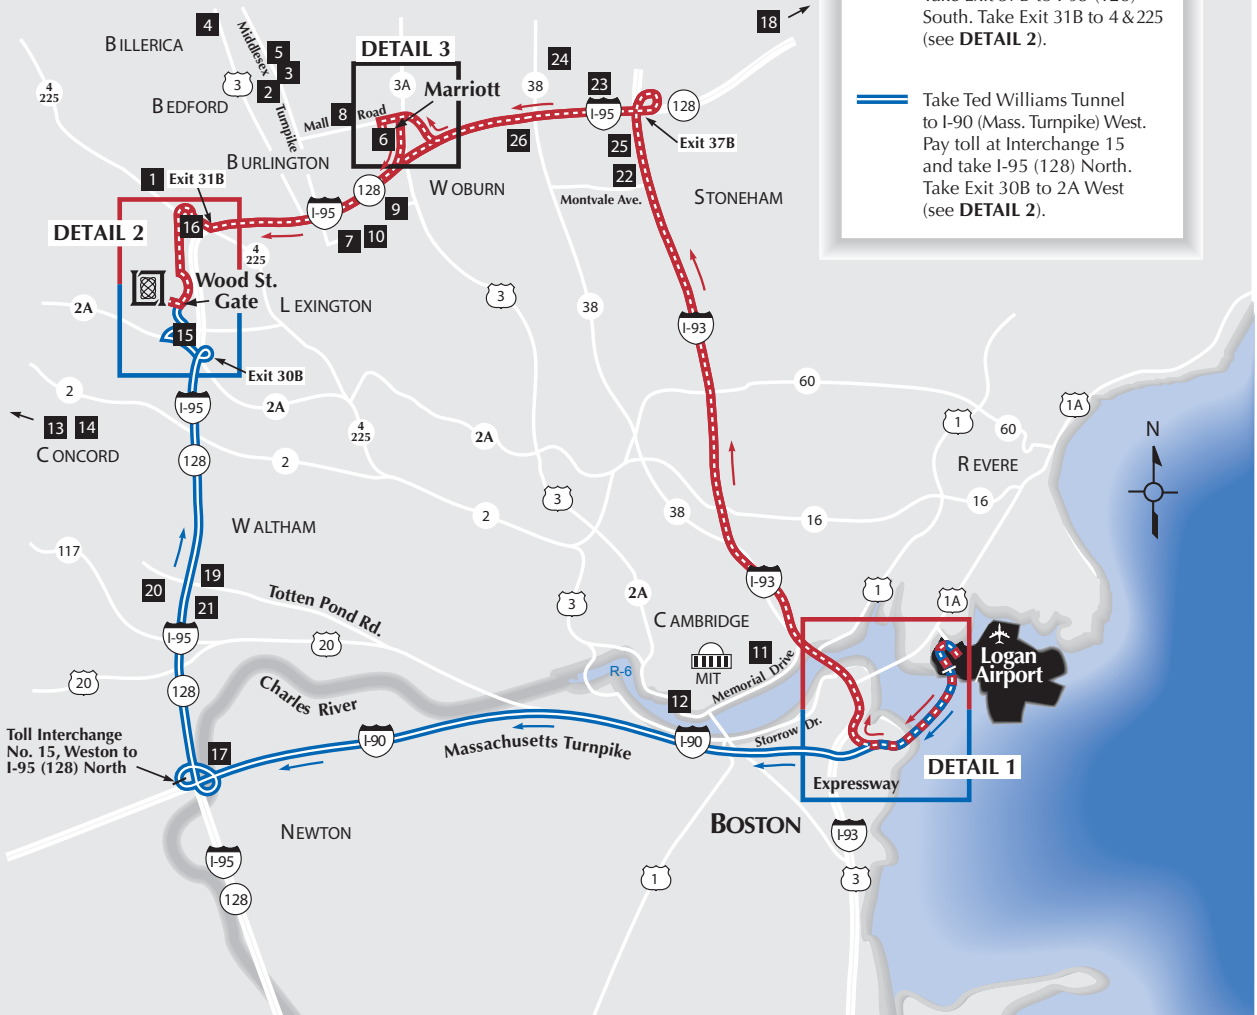 South. Take Exit 31B to 4 & 225
(see DETAIL 2).
Take Ted Williams Tunnel
to I-90 (Mass. Turnpike) West.
Pay toll at Interchange 15
and take I-95 (128) North.
Take Exit 30B to 2A West
(see DETAIL 2).
18
4
BILLERICA
Middlesex
Turnpike
5
3
3
2
BEDFORD
4
225
DETAIL 3
3A
Marriott
8
Mall Road
6
38
24
23
I-95
128
Exit 37B
26
25
22
Montvale Ave.
STONEHAM
BURLINGTON
WOBURN
128
9
I-95
7
10
1
Exit 31B
16
DETAIL 2
4
225
Wood St.
Gate
LEXINGTON
2A
15
Exit 30B
3
38
I-93
2
I-95
2A
4
225
2A
60
1
60
1A
N
13
14
CONCORD
128
2
REVERE
3
2
38
16
16
WALTHAM
117
20
19
21
Totten Pond Rd.
I-93
3
2A
1
1A
I-95
20
CAMBRIDGE
MIT
11
Memorial Drive
Logan
Airport
20
128
Charles River
R-6
12
Storrow Dr.
Toll Interchange
No. 15, Weston to
I-95 (128) North
17
I-90
Massachusetts Turnpike
I-90
DETAIL 1
Expressway
BOSTON
NEWTON
I-93
I-95
1
3
128